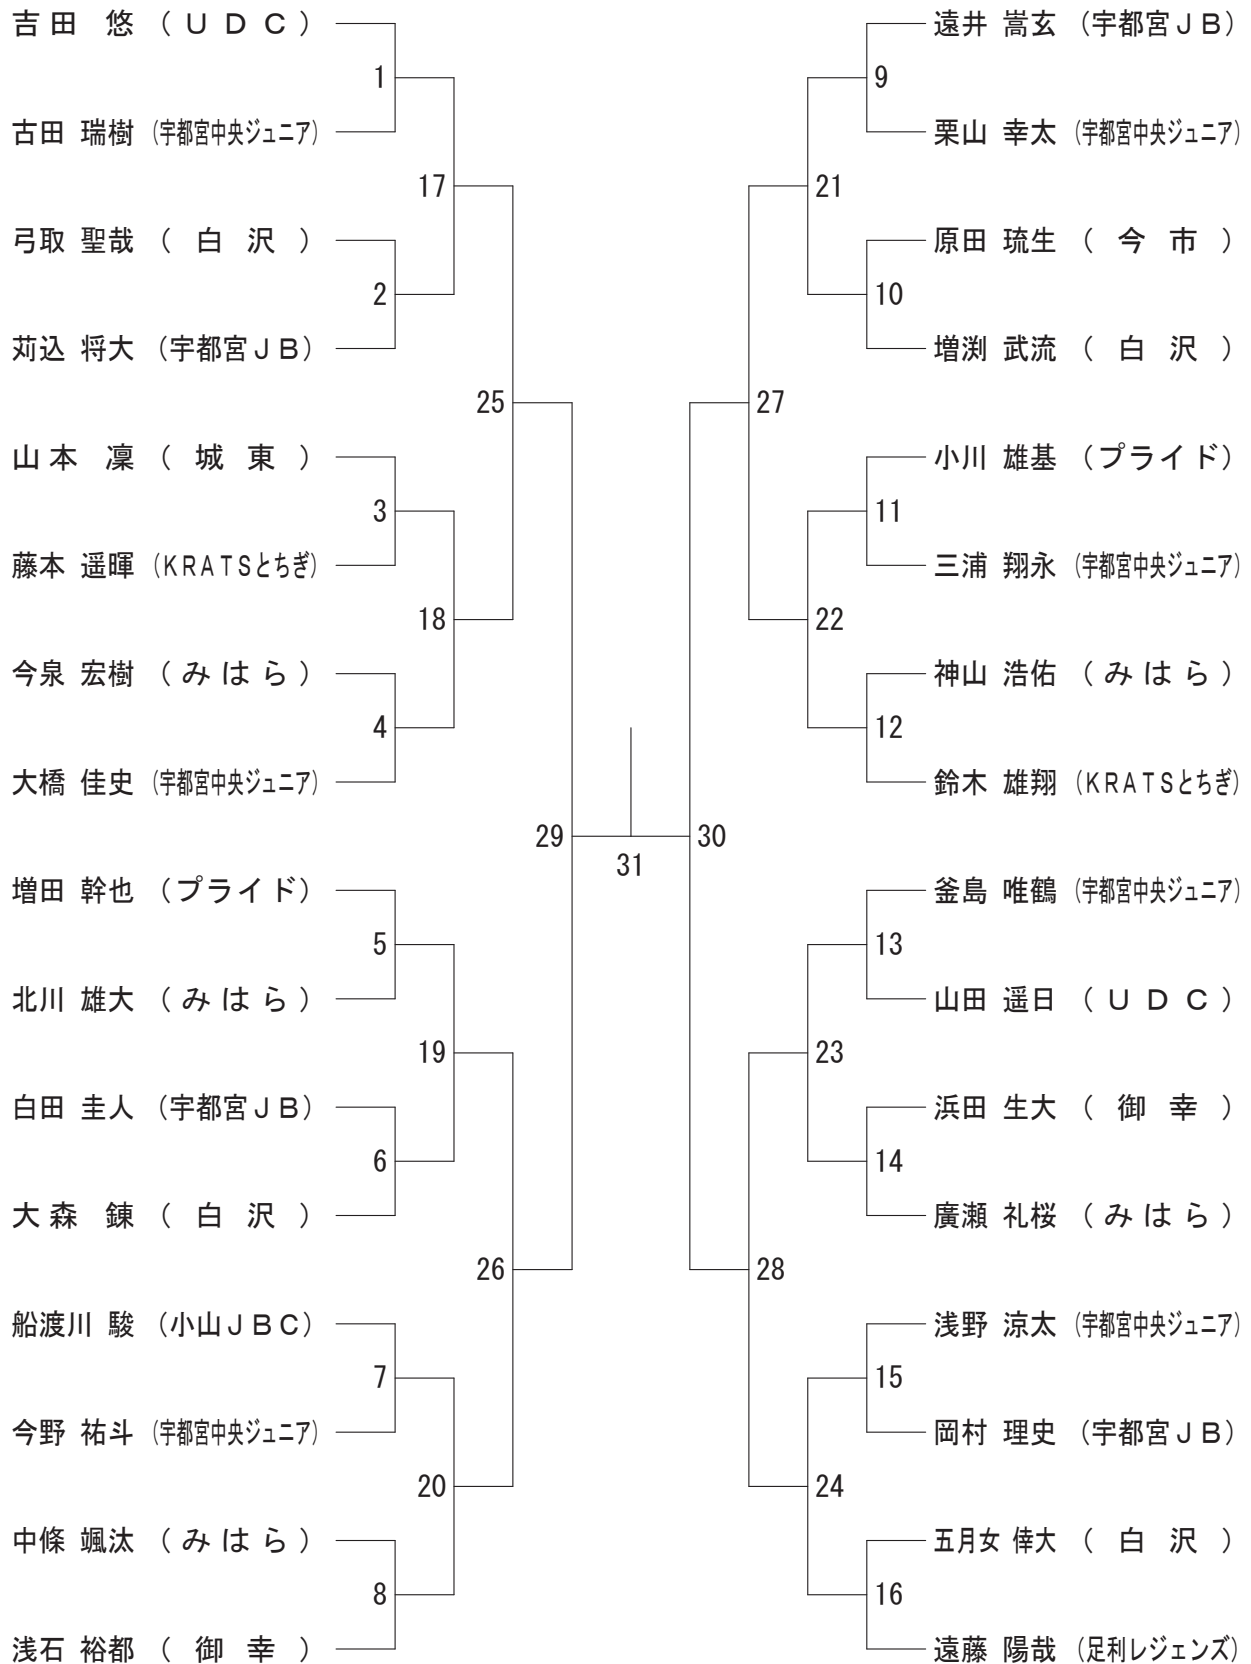 吉田 悠 (UDC)
1
古田 瑞樹 (宇都宮中央ジュニア)
17
弓取 聖哉 (白沢)
2
苅込 将大 (宇都宮JB)
25
山本 凜 (城東)
3
藤本 遥暉 (KRATSとちぎ)
18
今泉 宏樹 (みはら)
4
大橋 佳史 (宇都宮中央ジュニア)
29
増田 幹也 (プライド)
5
北川 雄大 (みはら)
19
白田 圭人 (宇都宮JB)
6
大森 錬 (白沢)
26
船渡川 駿 (小山JBC)
7
今野 祐斗 (宇都宮中央ジュニア)
20
中條 颯汰 (みはら)
8
浅石 裕都 (御幸)
31
遠井 嵩玄 (宇都宮JB)
9
栗山 幸太 (宇都宮中央ジュニア)
21
原田 琉生 (今市)
10
増渕 武流 (白沢)
27
小川 雄基 (プライド)
11
三浦 翔永 (宇都宮中央ジュニア)
22
神山 浩佑 (みはら)
12
鈴木 雄翔 (KRATSとちぎ)
30
釜島 唯鶴 (宇都宮中央ジュニア)
13
山田 遥日 (UDC)
23
浜田 生大 (御幸)
14
廣瀬 礼桜 (みはら)
28
浅野 涼太 (宇都宮中央ジュニア)
15
岡村 理史 (宇都宮JB)
24
五月女 倖大 (白沢)
16
遠藤 陽哉 (足利レジェンズ)